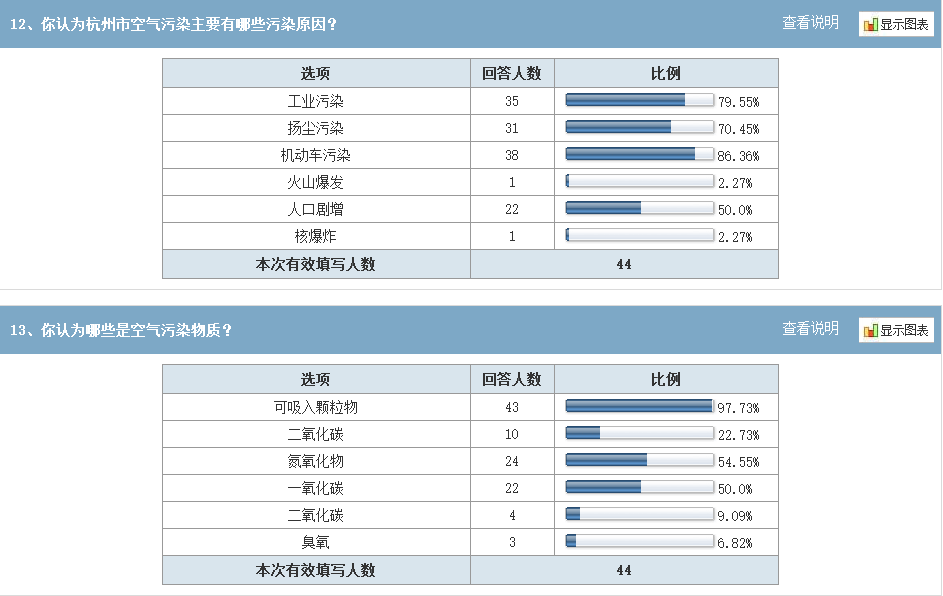 12、你认为杭州市空气污染主要有哪些污染原因？ 查看说明 显示图表
选项 回答人数 比例
工业污染 35 79.55%
扬尘污染 31 70.45%
机动车污染 38 86.36%
火山爆发 1 2.27%
人口剧增 22 50.0%
核爆炸 1 2.27%
本次有效填写人数 44
13、你认为哪些是空气污染物质？ 查看说明 显示图表
选项 回答人数 比例
可吸入颗粒物 43 97.73%
二氧化碳 10 22.73%
氮氧化物 24 54.55%
一氧化碳 22 50.0%
二氧化碳 4 9.09%
臭氧 3 6.82%
本次有效填写人数 44